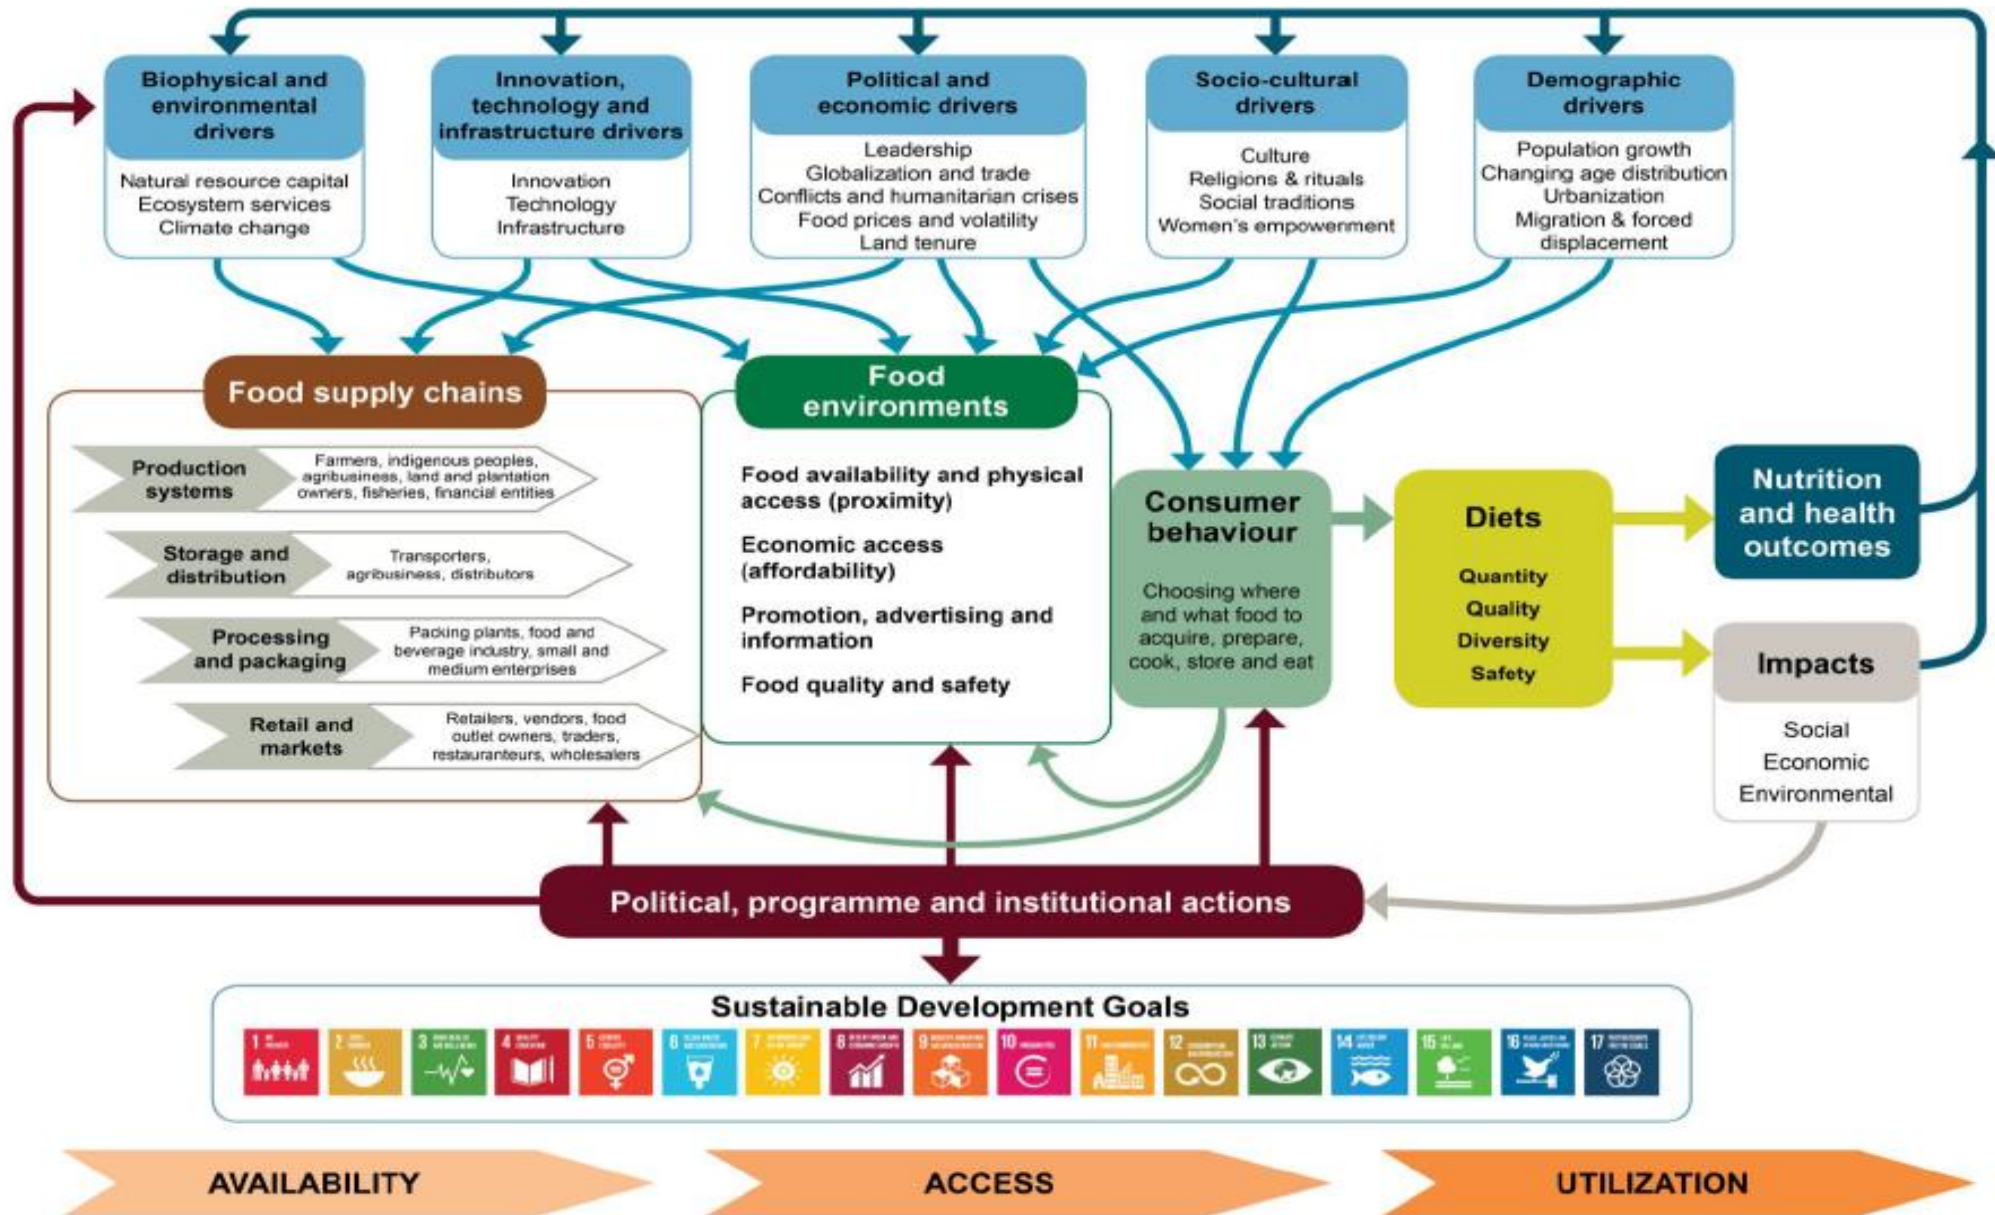 Biophysical and
environmental
drivers
Natural resource capital
Ecosystem services
Climate change
Innovation,
technology and
infrastructure drivers
Innovation
Technology
Infrastructure
Political and
economic drivers
Leadership
Globalization and trade
Conflicts and humanitarian crises
Food prices and volatility
Land tenure
Socio-cultural
drivers
Culture
Religions & rituals
Social traditions
Women's empowerment
Demographic
drivers
Population growth
Changing age distribution
Urbanization
Migration & forced
displacement
Food supply chains
Production
systems
Farmers, indigenous peoples,
agribusiness, land and plantation
owners, fisheries, financial entities
Storage and
distribution
Transporters,
agribusiness, distributors
Processing
and packaging
Packing plants, food and
beverage industry, small and
medium enterprises
Retail and
markets
Retailers, vendors, food
outlet owners, traders,
restauranteurs, wholesalers
Food
environments
Food availability and physical
access (proximity)
Economic access
(affordability)
Promotion, advertising and
information
Food quality and safety
Consumer
behaviour
Choosing where
and what food to
acquire, prepare,
cook, store and eat
Diets
Quantity
Quality
Diversity
Safety
Nutrition
and health
outcomes
Impacts
Social
Economic
Environmental
Political, programme and institutional actions
Sustainable Development Goals
1
2
3
4
5
6
7
8
9
10
11
12
13
14
15
16
17
AVAILABILITY
ACCESS
UTILIZATION